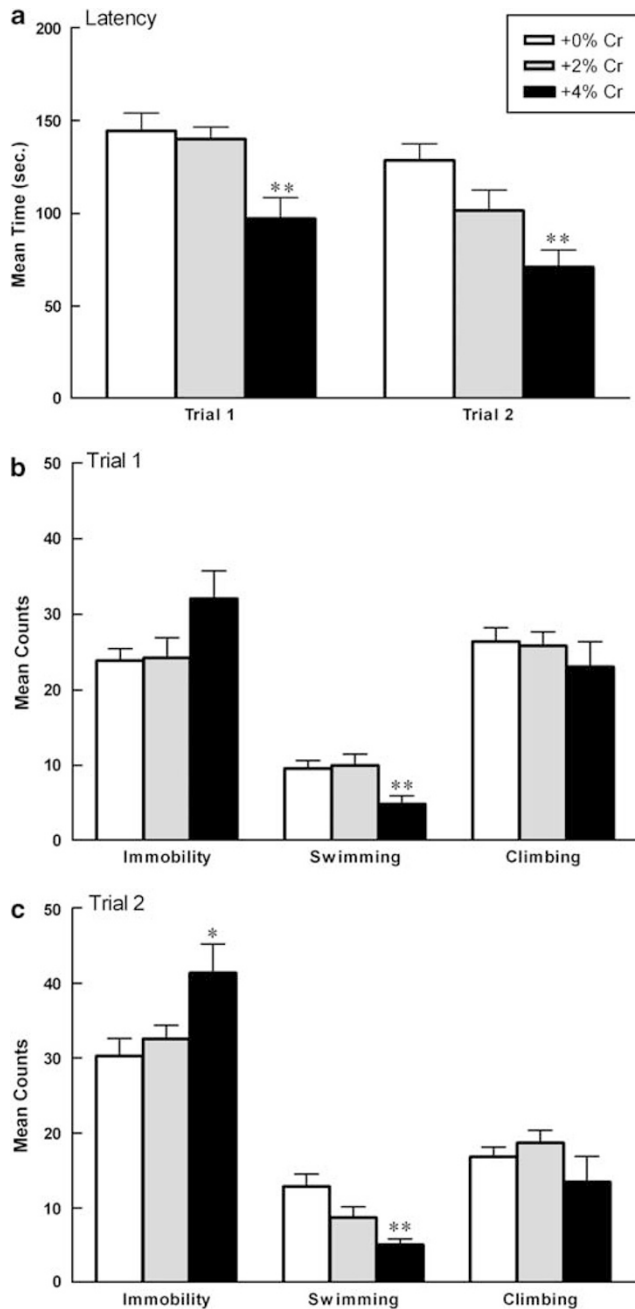 a
Latency
+0% Cr
+2% Cr
+4% Cr
Mean Time (sec.)
200
150
100
50
0
**
**
Trial 1
Trial 2
b
Trial 1
Mean Counts
50
40
30
20
10
0
**
Immobility
Swimming
Climbing
c
Trial 2
Mean Counts
50
40
30
20
10
0
*
**
Immobility
Swimming
Climbing